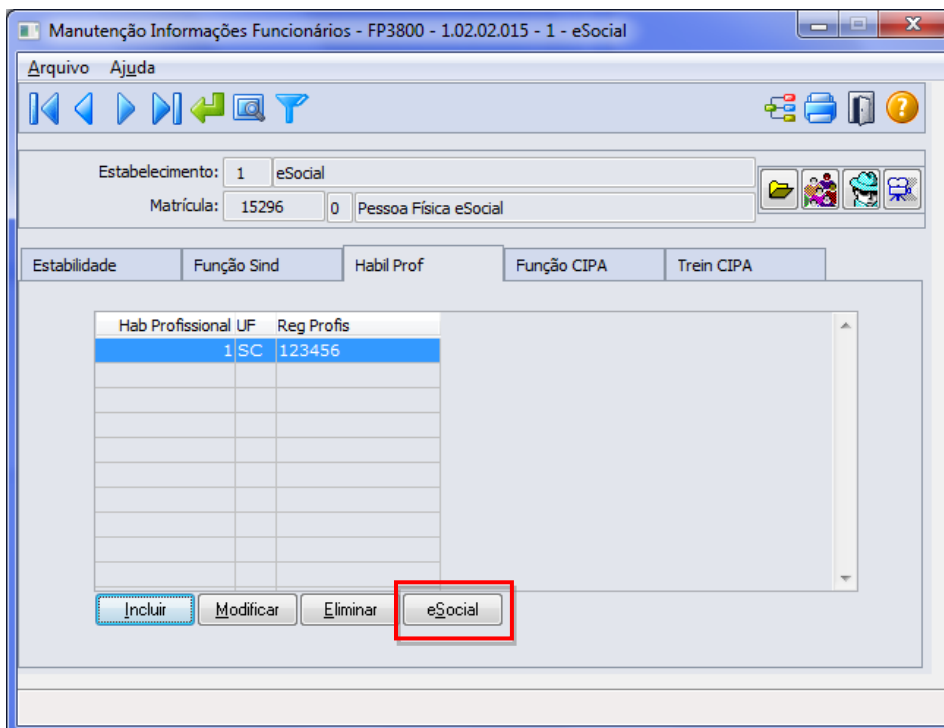 Manutenção Informações Funcionários - FP3800 - 1.02.02.015 - 1 - eSocial
Arquivo Ajuda
Estabelecimento: 1 eSocial
Matrícula: 15296 0 Pessoa Física eSocial
Estabilidade Função Sind Habil Prof Função CIPA Trein CIPA
Hab Profissional UF Reg Profis
1 SC 123456
Incluir Modificar Eliminar eSocial